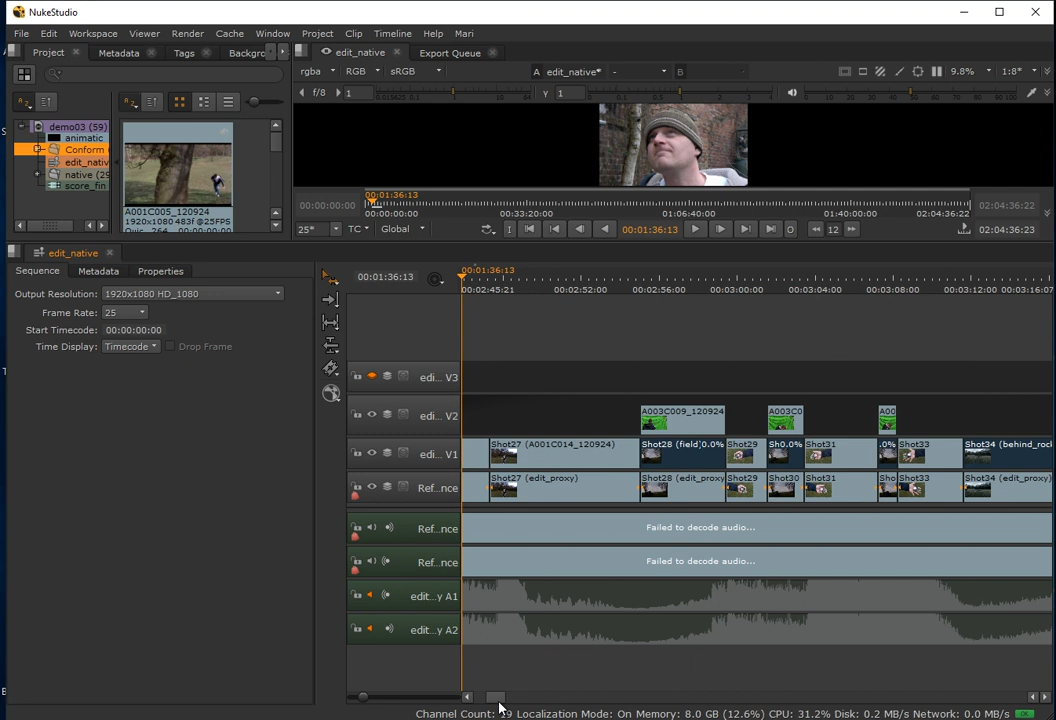 NukeStudio
File Edit Workspace Viewer Render Cache Window Project Clip Timeline Help Mari
Project Metadata Tags Backgro
edit_native Export Queue
rgba RGB sRGB A edit_native* - B 9.8% 1:8*
f/8 1 Y 1
demo03 (59)
animatic
Conform
edit_nativ
native (29
score_fin
A001C005_120924
1920x1080 483f @25FPS
00:01:36:13
00:00:00:00 02:04:36:22
00:00:00:00 00:33:20:00 01:06:40:00 01:40:00:00 02:04:36:22
25* TC Global I 00:01:36:13 O 12 02:04:36:23
edit_native
Sequence Metadata Properties
Output Resolution: 1920x1080 HD_1080
Frame Rate: 25
Start Timecode: 00:00:00:00
Time Display: Timecode Drop Frame
00:01:36:13 00:01:36:13
00:02:45:21 00:02:52:00 00:02:56:00 00:03:00:00 00:03:04:00 00:03:08:00 00:03:12:00 00:03:16:07
edi... V3
edi... V2 A003C009_120924 A003C0 A00
edi... V1 Shot27 (A001C014_120924) Shot28 (field)0.0% Shot29 Sh0.0% Shot31 .0% Shot33 Shot34 (behind_rock
Ref...nce Shot27 (edit_proxy) Shot28 (edit_proxy Shot29 Shot30 Shot31 Sho Shot33 Shot34 (edit_proxy)
Ref...nce Failed to decode audio...
Ref...nce Failed to decode audio...
edit...y A1
edit...y A2
Channel Count: 9 Localization Mode: On Memory: 8.0 GB (12.6%) CPU: 31.2% Disk: 0.2 MB/s Network: 0.0 MB/s